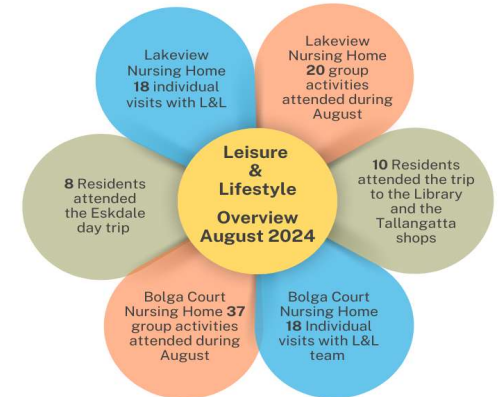 Lakeview
Nursing Home
18 individual
visits with L&L
Lakeview
Nursing Home
20 group
activities
attended during
August
8 Residents
attended
the Eskdale
day trip
Leisure
&
Lifestyle
Overview
August 2024
10 Residents
attended the trip
to the Library
and the
Tallangatta
shops
Bolga Court
Nursing Home 37
group activities
attended during
August
Bolga Court
Nursing Home
18 Individual
visits with L&L
team